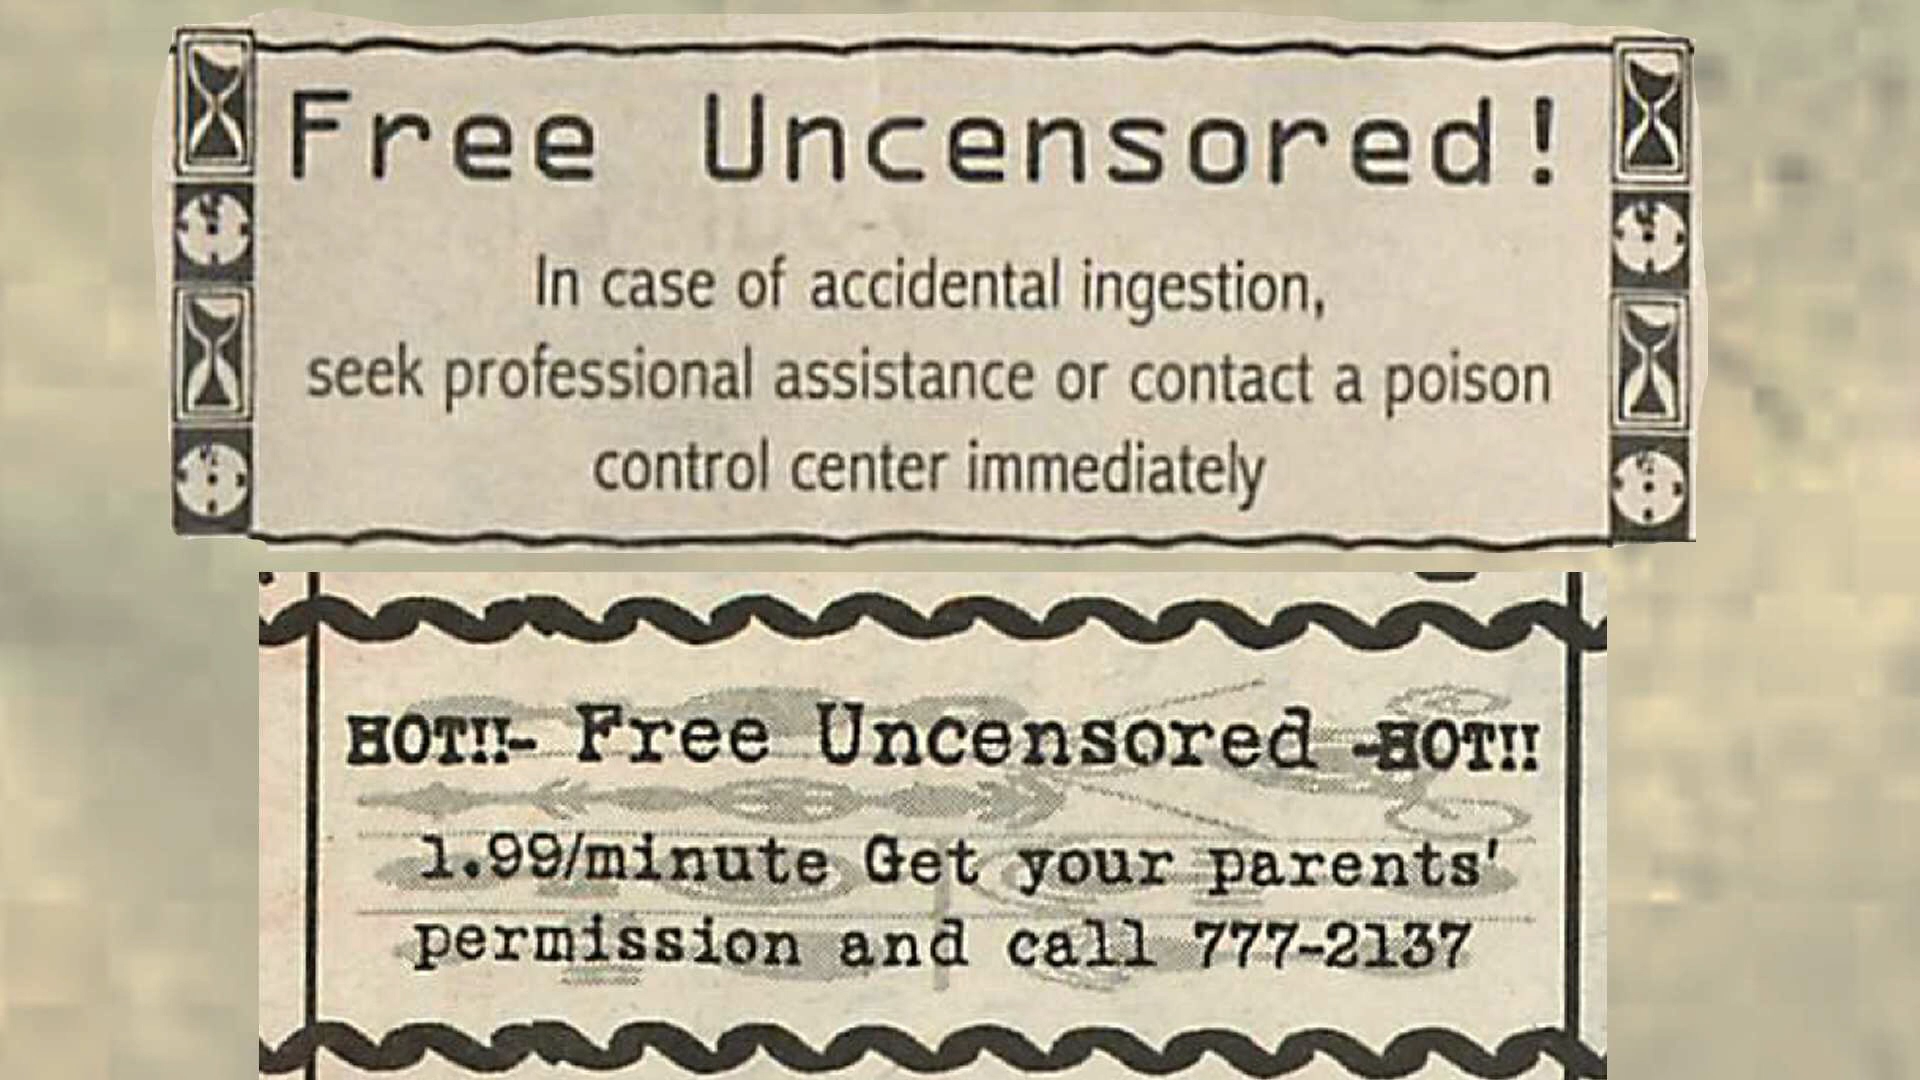 Free Uncensored!
In case of accidental ingestion,
seek professional assistance or contact a poison
control center immediately
HOT!!- Free Uncensored -HOT!!
1.99/minute Get your parents'
permission and call 777-2137